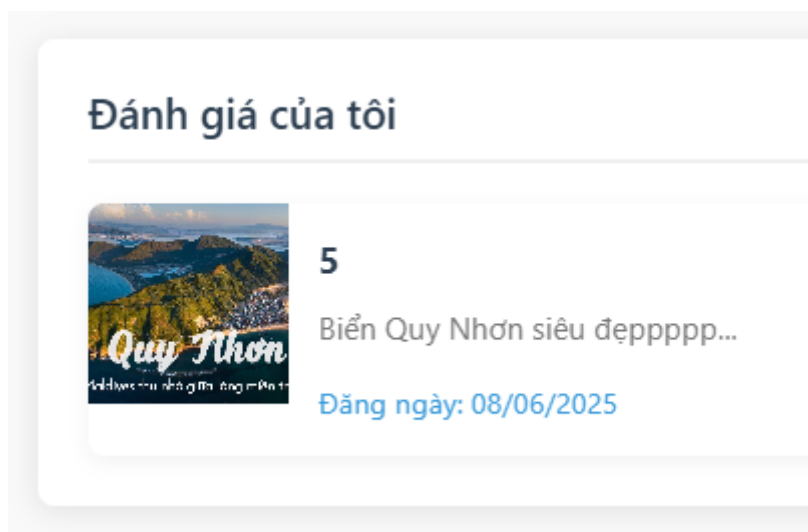 Đánh giá của tôi
Quy Nhơn
5
Biển Quy Nhơn siêu đẹppppp...
Đăng ngày: 08/06/2025